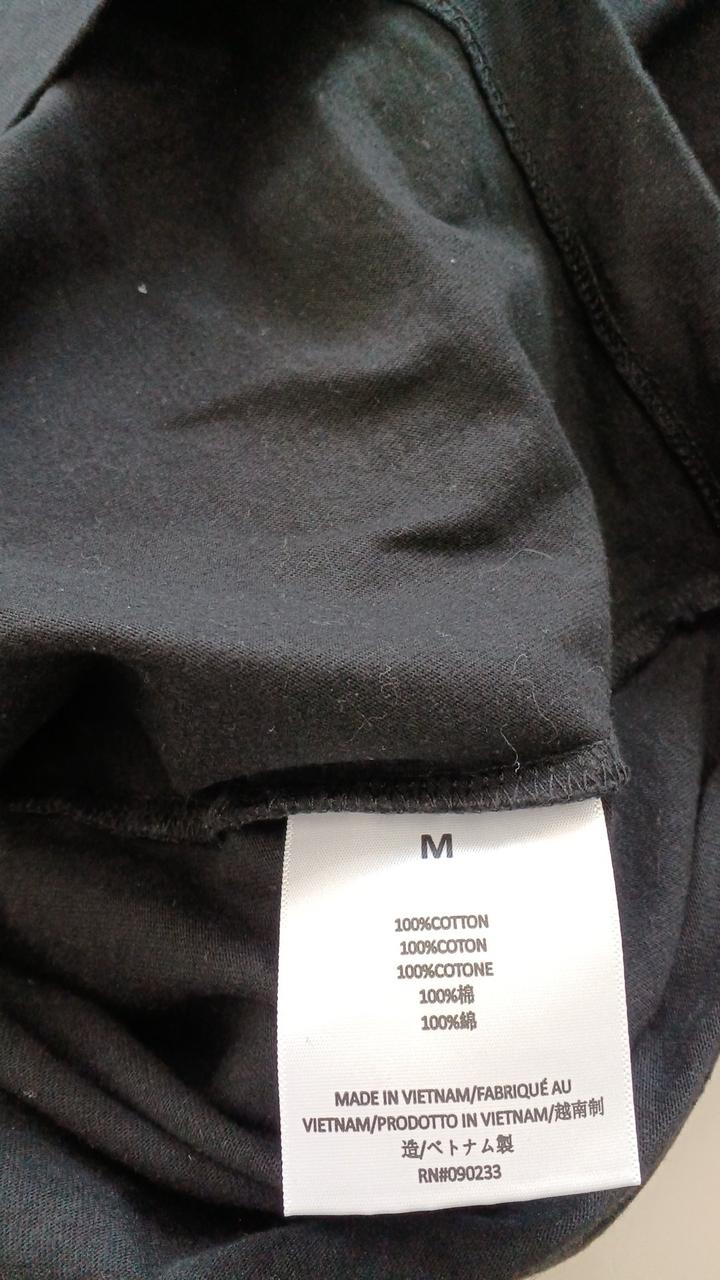 M
100%COTTON
100%COTON
100%COTONE
100%棉
100%綿
MADE IN VIETNAM/FABRIQUÉ AU
VIETNAM/PRODOTTO IN VIETNAM/越南制
造/ベトナム製
RN#090233